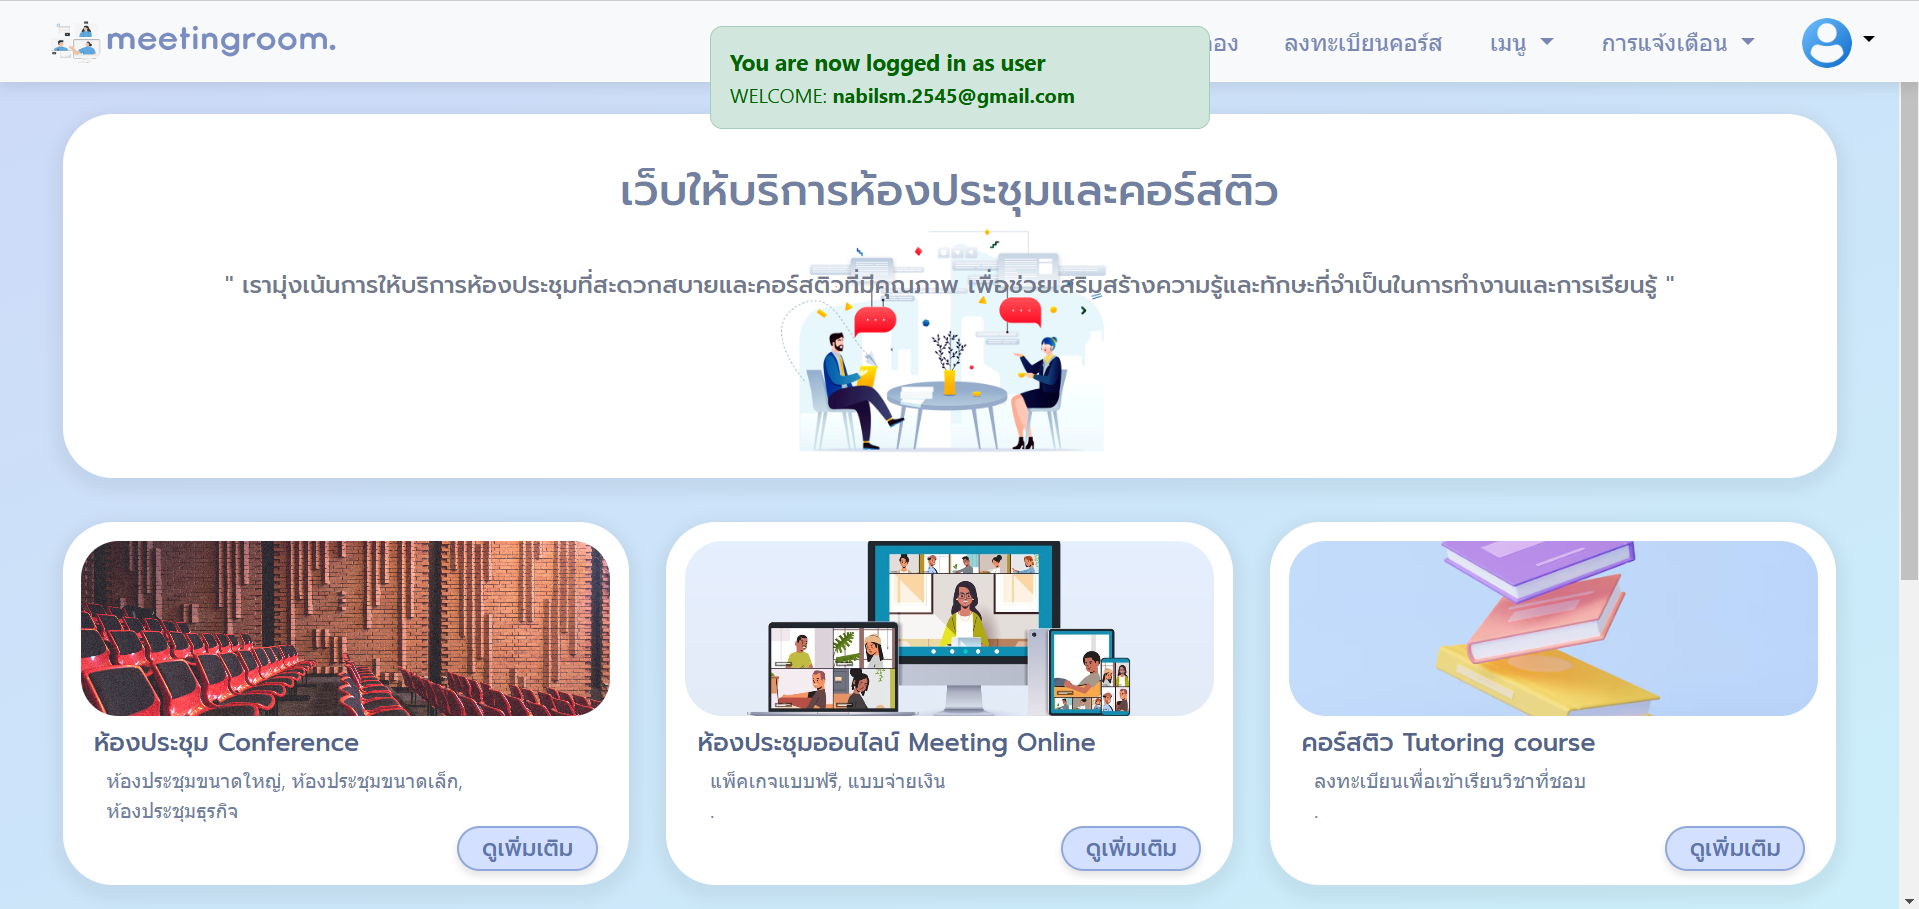 meetingroom.
You are now logged in as user
WELCOME: nabilsm.2545@gmail.com
ลงทะเบียนคอร์ส
เมนู
การแจ้งเตือน
เว็บให้บริการห้องประชุมและคอร์สติว
" เรามุ่งเน้นการให้บริการห้องประชุมที่สะดวกสบายและคอร์สติวที่มีคุณภาพ เพื่อช่วยเสริมสร้างความรู้และทักษะที่จำเป็นในการทำงานและการเรียนรู้ "
ห้องประชุม Conference
ห้องประชุมขนาดใหญ่, ห้องประชุมขนาดเล็ก,
ห้องประชุมธุรกิจ
ดูเพิ่มเติม
ห้องประชุมออนไลน์ Meeting Online
แพ็คเกจแบบฟรี, แบบจ่ายเงิน
.
ดูเพิ่มเติม
คอร์สติว Tutoring course
ลงทะเบียนเพื่อเข้าเรียนวิชาที่ชอบ
.
ดูเพิ่มเติม